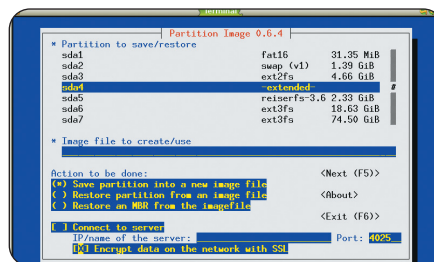 Terminal
Partition Image 0.6.4
* Partition to save/restore
sda1 fat16 31.35 MiB
sda2 swap (v1) 1.39 GiB
sda3 ext2fs 4.66 GiB
sda4 -extended-
sda5 reiserfs-3.6 2.33 GiB
sda6 ext3fs 18.63 GiB
sda7 ext3fs 74.50 GiB
* Image file to create/use
Action to be done: <Next (F5)>
(*) Save partition into a new image file
( ) Restore partition from an image file <About>
( ) Restore an MBR from the imagefile
<Exit (F6)>
[ ] Connect to server
IP/name of the server: Port: 4025
[X] Encrypt data on the network with SSL